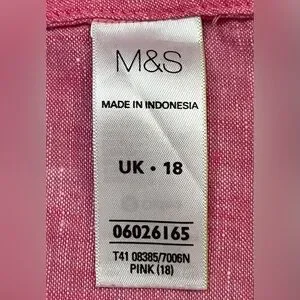 M&S
MADE IN INDONESIA
UK · 18
06026165
T41 08385/7006N
PINK (18)